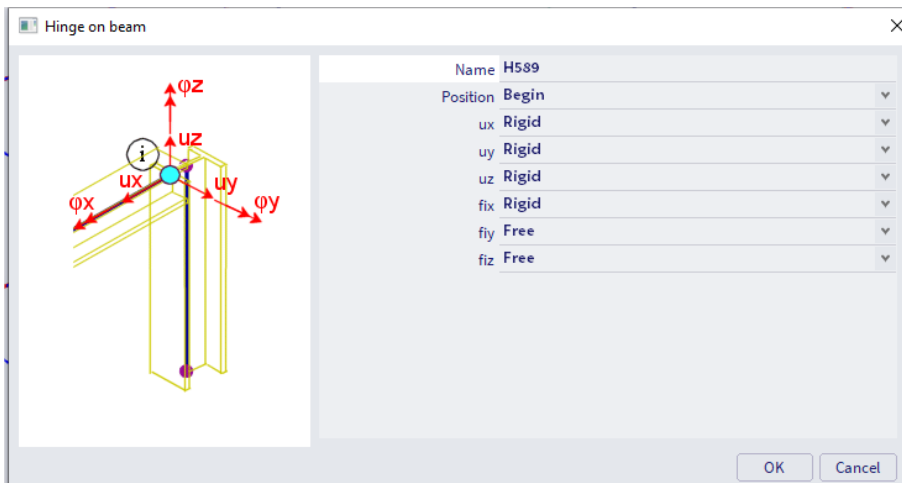 Hinge on beam
φz
uz
i
ux
uy
φx
φy
Name H589
Position Begin
ux Rigid
uy Rigid
uz Rigid
fix Rigid
fiy Free
fiz Free
OK Cancel